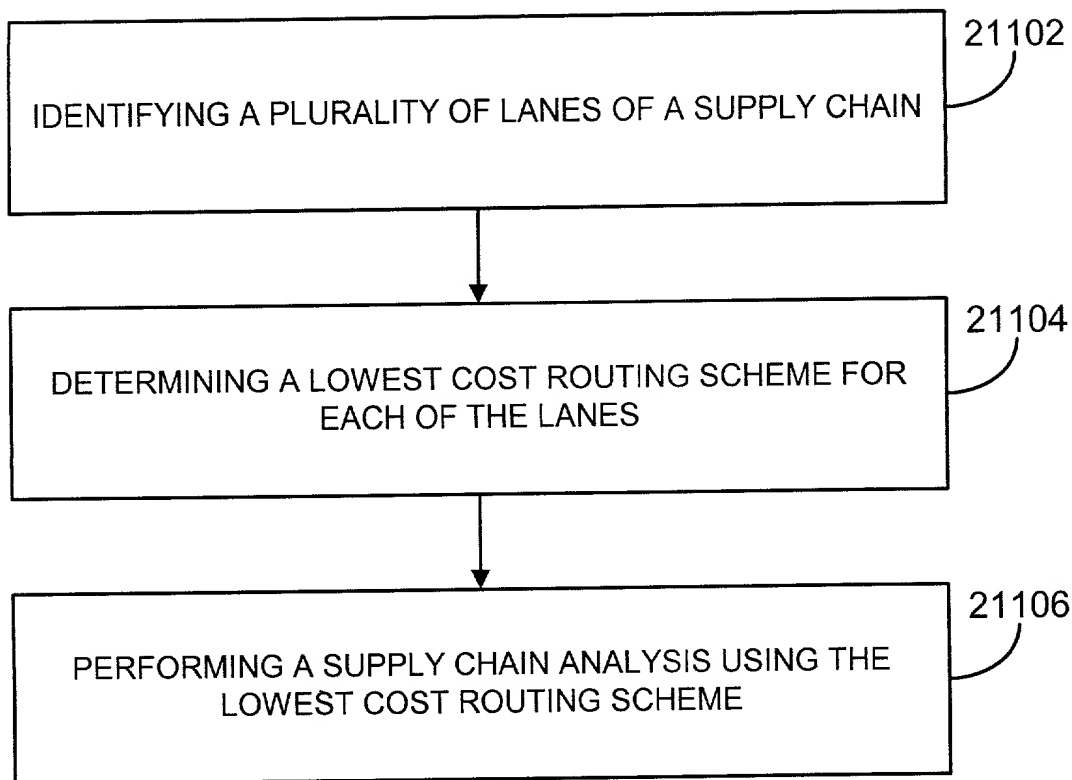 21102
IDENTIFYING A PLURALITY OF LANES OF A SUPPLY CHAIN
21104
DETERMINING A LOWEST COST ROUTING SCHEME FOR
EACH OF THE LANES
21106
PERFORMING A SUPPLY CHAIN ANALYSIS USING THE
LOWEST COST ROUTING SCHEME